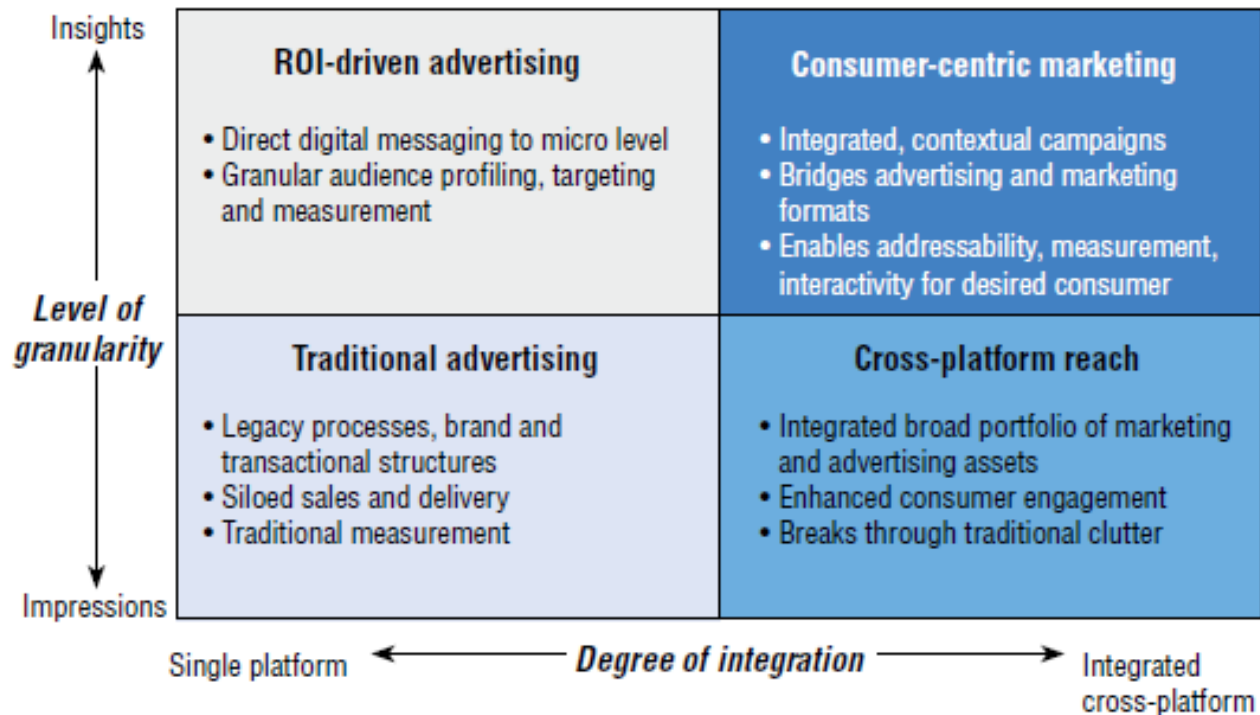 Insights
ROI-driven advertising
• Direct digital messaging to micro level
• Granular audience profiling, targeting
and measurement
Consumer-centric marketing
• Integrated, contextual campaigns
• Bridges advertising and marketing
formats
• Enables addressability, measurement,
interactivity for desired consumer
Level of
granularity
Traditional advertising
• Legacy processes, brand and
transactional structures
• Siloed sales and delivery
• Traditional measurement
Cross-platform reach
• Integrated broad portfolio of marketing
and advertising assets
• Enhanced consumer engagement
• Breaks through traditional clutter
Impressions
Single platform
Degree of integration
Integrated
cross-platform